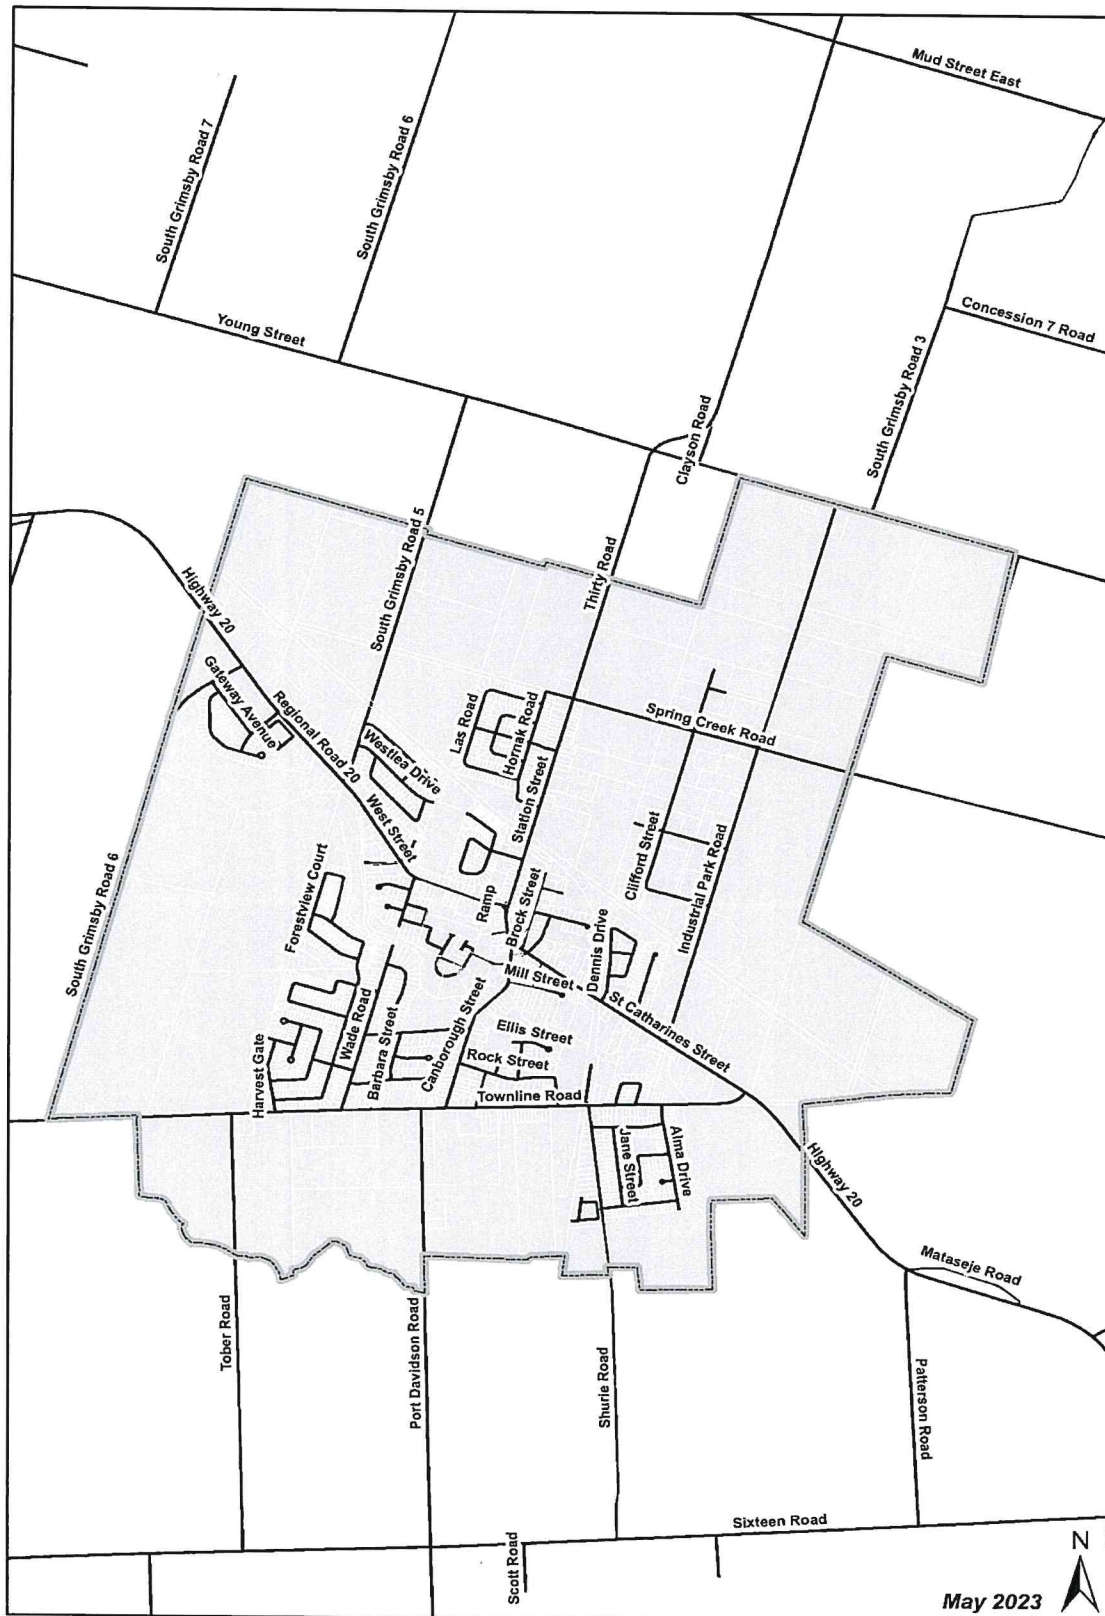 Mud Street East
South Grimsby Road 7
South Grimsby Road 6
Young Street
Concession 7 Road
South Grimsby Road 3
Clayson Road
South Grimsby Road 5
Thirty Road
Highway 20
Gateway Avenue
Regional Road 20
Las Road
Hornak Road
Spring Creek Road
Westlea Drive
Station Street
West Street
Clifford Street
Industrial Park Road
Forestview Court
Ramp
Brock Street
Dennis Drive
South Grimsby Road 6
Mill Street
St Catharines Street
Canborough Street
Wade Road
Ellis Street
Barbara Street
Harvest Gate
Rock Street
Townline Road
Jane Street
Alma Drive
Highway 20
Mataseje Road
Tober Road
Port Davidson Road
Shurie Road
Patterson Road
Sixteen Road
Scott Road
N
May 2023